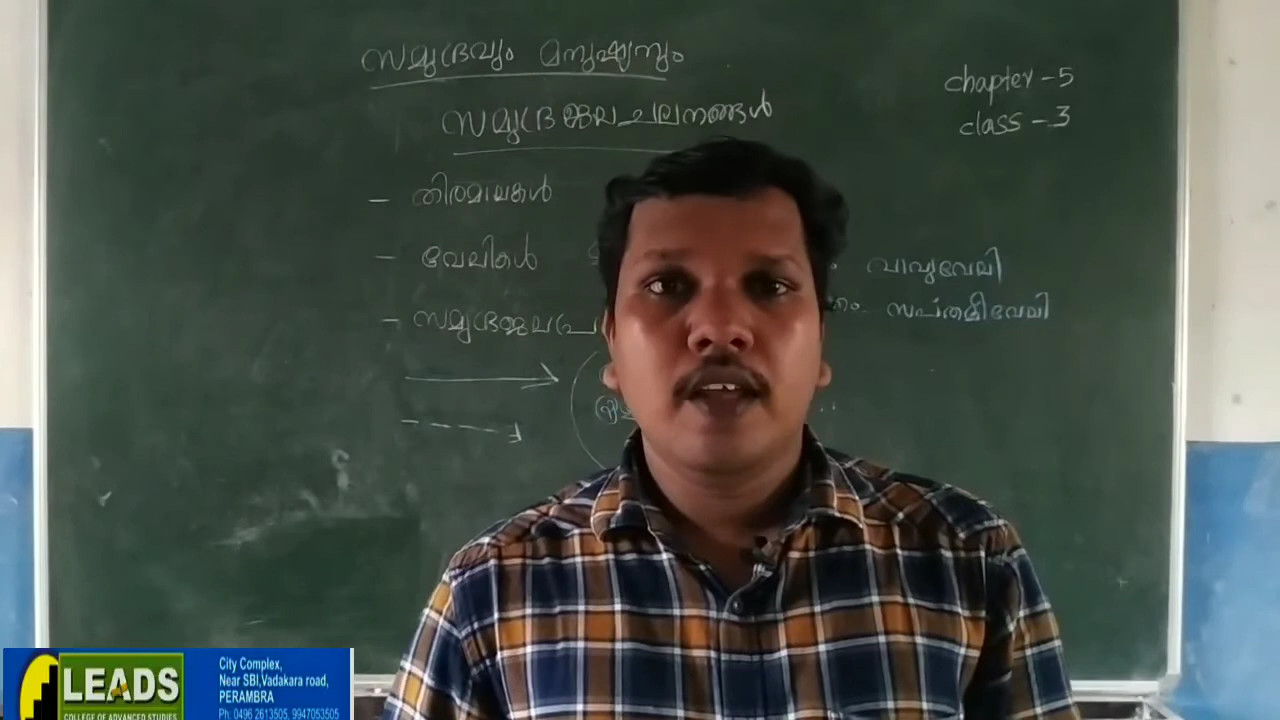 സമുദ്രവും മനുഷ്യനും
chapter - 5
സമുദ്രജലചലനങ്ങൾ
class - 3
- തിരമാലകൾ
- വേലികൾ
വാവുവേലി
- സമുദ്രജലപ്ര
സപ്തമീവേലി
LEADS
COLLEGE OF ADVANCED STUDIES
City Complex,
Near SBI,Vadakara road,
PERAMBRA
Ph: 0496 2613505, 9947053505